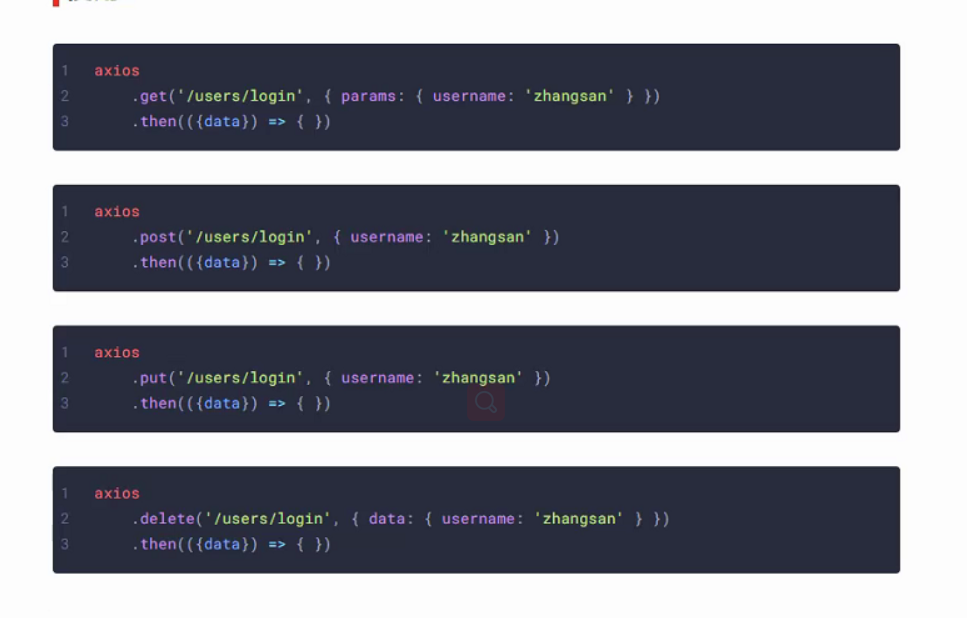 1 axios
2 .get('/users/login', { params: { username: 'zhangsan' } })
3 .then(({data}) => { })
1 axios
2 .post('/users/login', { username: 'zhangsan' })
3 .then(({data}) => { })
1 axios
2 .put('/users/login', { username: 'zhangsan' })
3 .then(({data}) => { })
1 axios
2 .delete('/users/login', { data: { username: 'zhangsan' } })
3 .then(({data}) => { })